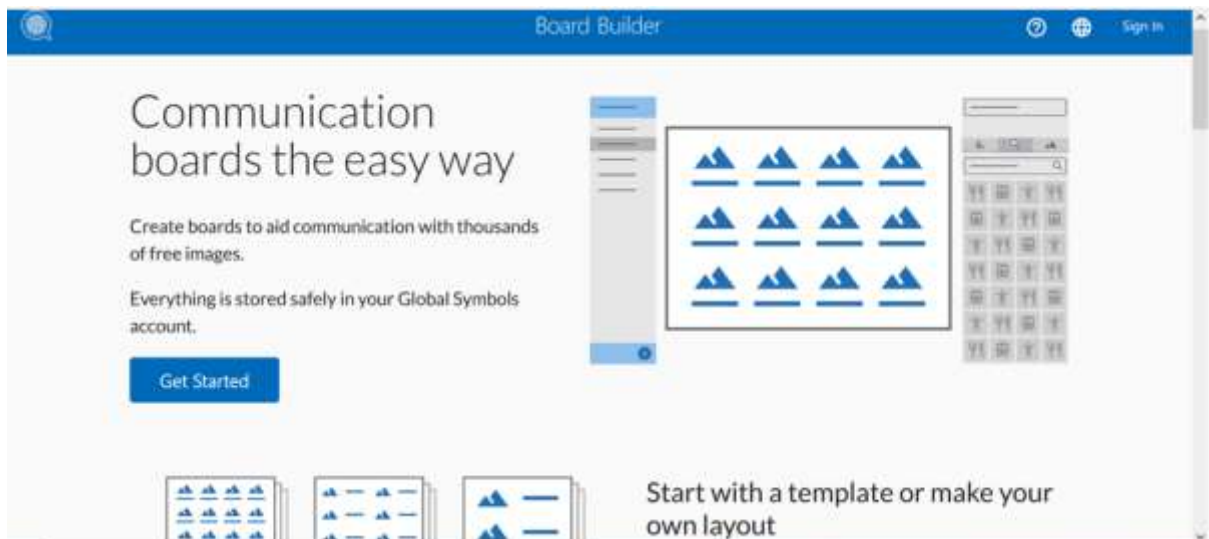 Board Builder
Sign In
Communication
boards the easy way
Create boards to aid communication with thousands
of free images.
Everything is stored safely in your Global Symbols
account.
Get Started
Start with a template or make your
own layout